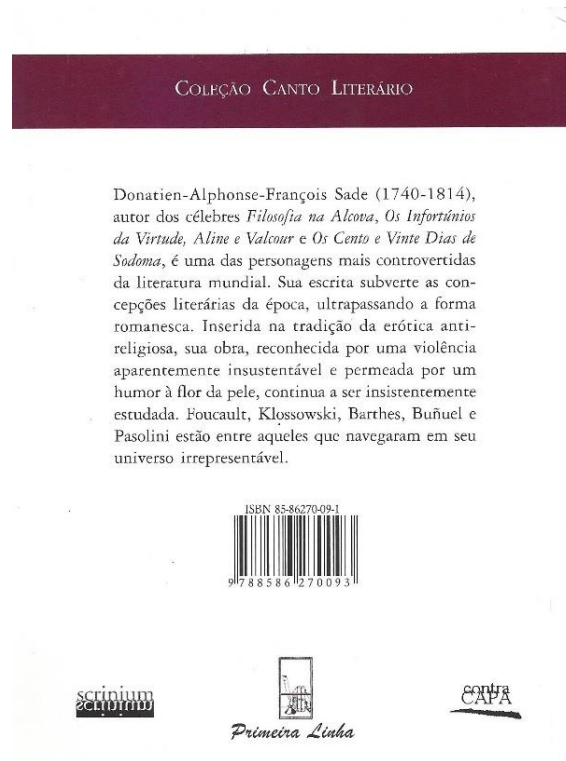 COLEÇÃO CANTO LITERÁRIO
Donatien-Alphonse-François Sade (1740-1814),
autor dos célebres Filosofia na Alcova, Os Infortúnios
da Virtude, Aline e Valcour e Os Cento e Vinte Dias de
Sodoma, é uma das personagens mais controvertidas
da literatura mundial. Sua escrita subverte as con-
cepções literárias da época, ultrapassando a forma
romanesca. Inserida na tradição da erótica anti-
religiosa, sua obra, reconhecida por uma violência
aparentemente insustentável e permeada por um
humor à flor da pele, continua a ser insistentemente
estudada. Foucault, Klossowski, Barthes, Buñuel e
Pasolini estão entre aqueles que navegaram em seu
universo irrepresentável.
ISBN 85-86270-09-1
9 788586 270093
scrinium
Primeira Linha
contra
CAPA